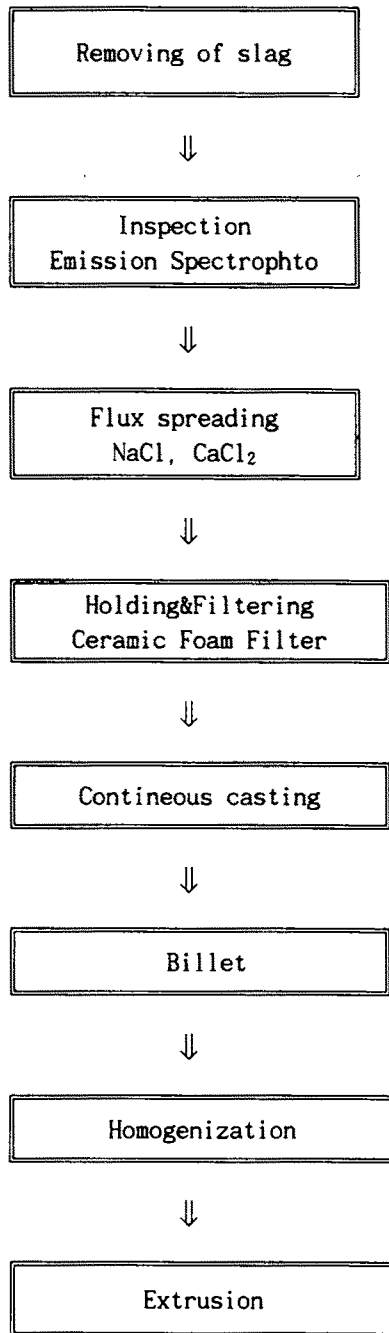 Removing of slag
⇓
Inspection
Emission Spectrophto
⇓
Flux spreading
NaCl, CaCl₂
⇓
Holding&Filtering
Ceramic Foam Filter
⇓
Contineous casting
⇓
Billet
⇓
Homogenization
⇓
Extrusion